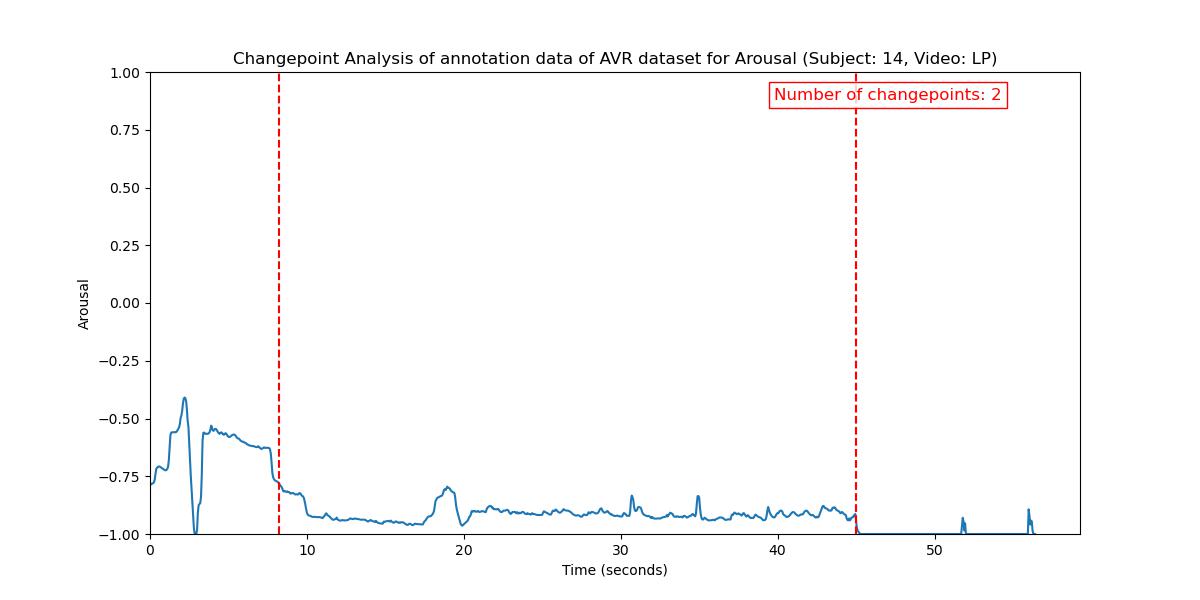 Changepoint Analysis of annotation data of AVR dataset for Arousal (Subject: 14, Video: LP)
Number of changepoints: 2
1.00
0.75
0.50
0.25
0.00
−0.25
−0.50
−0.75
−1.00
Arousal
0 10 20 30 40 50
Time (seconds)